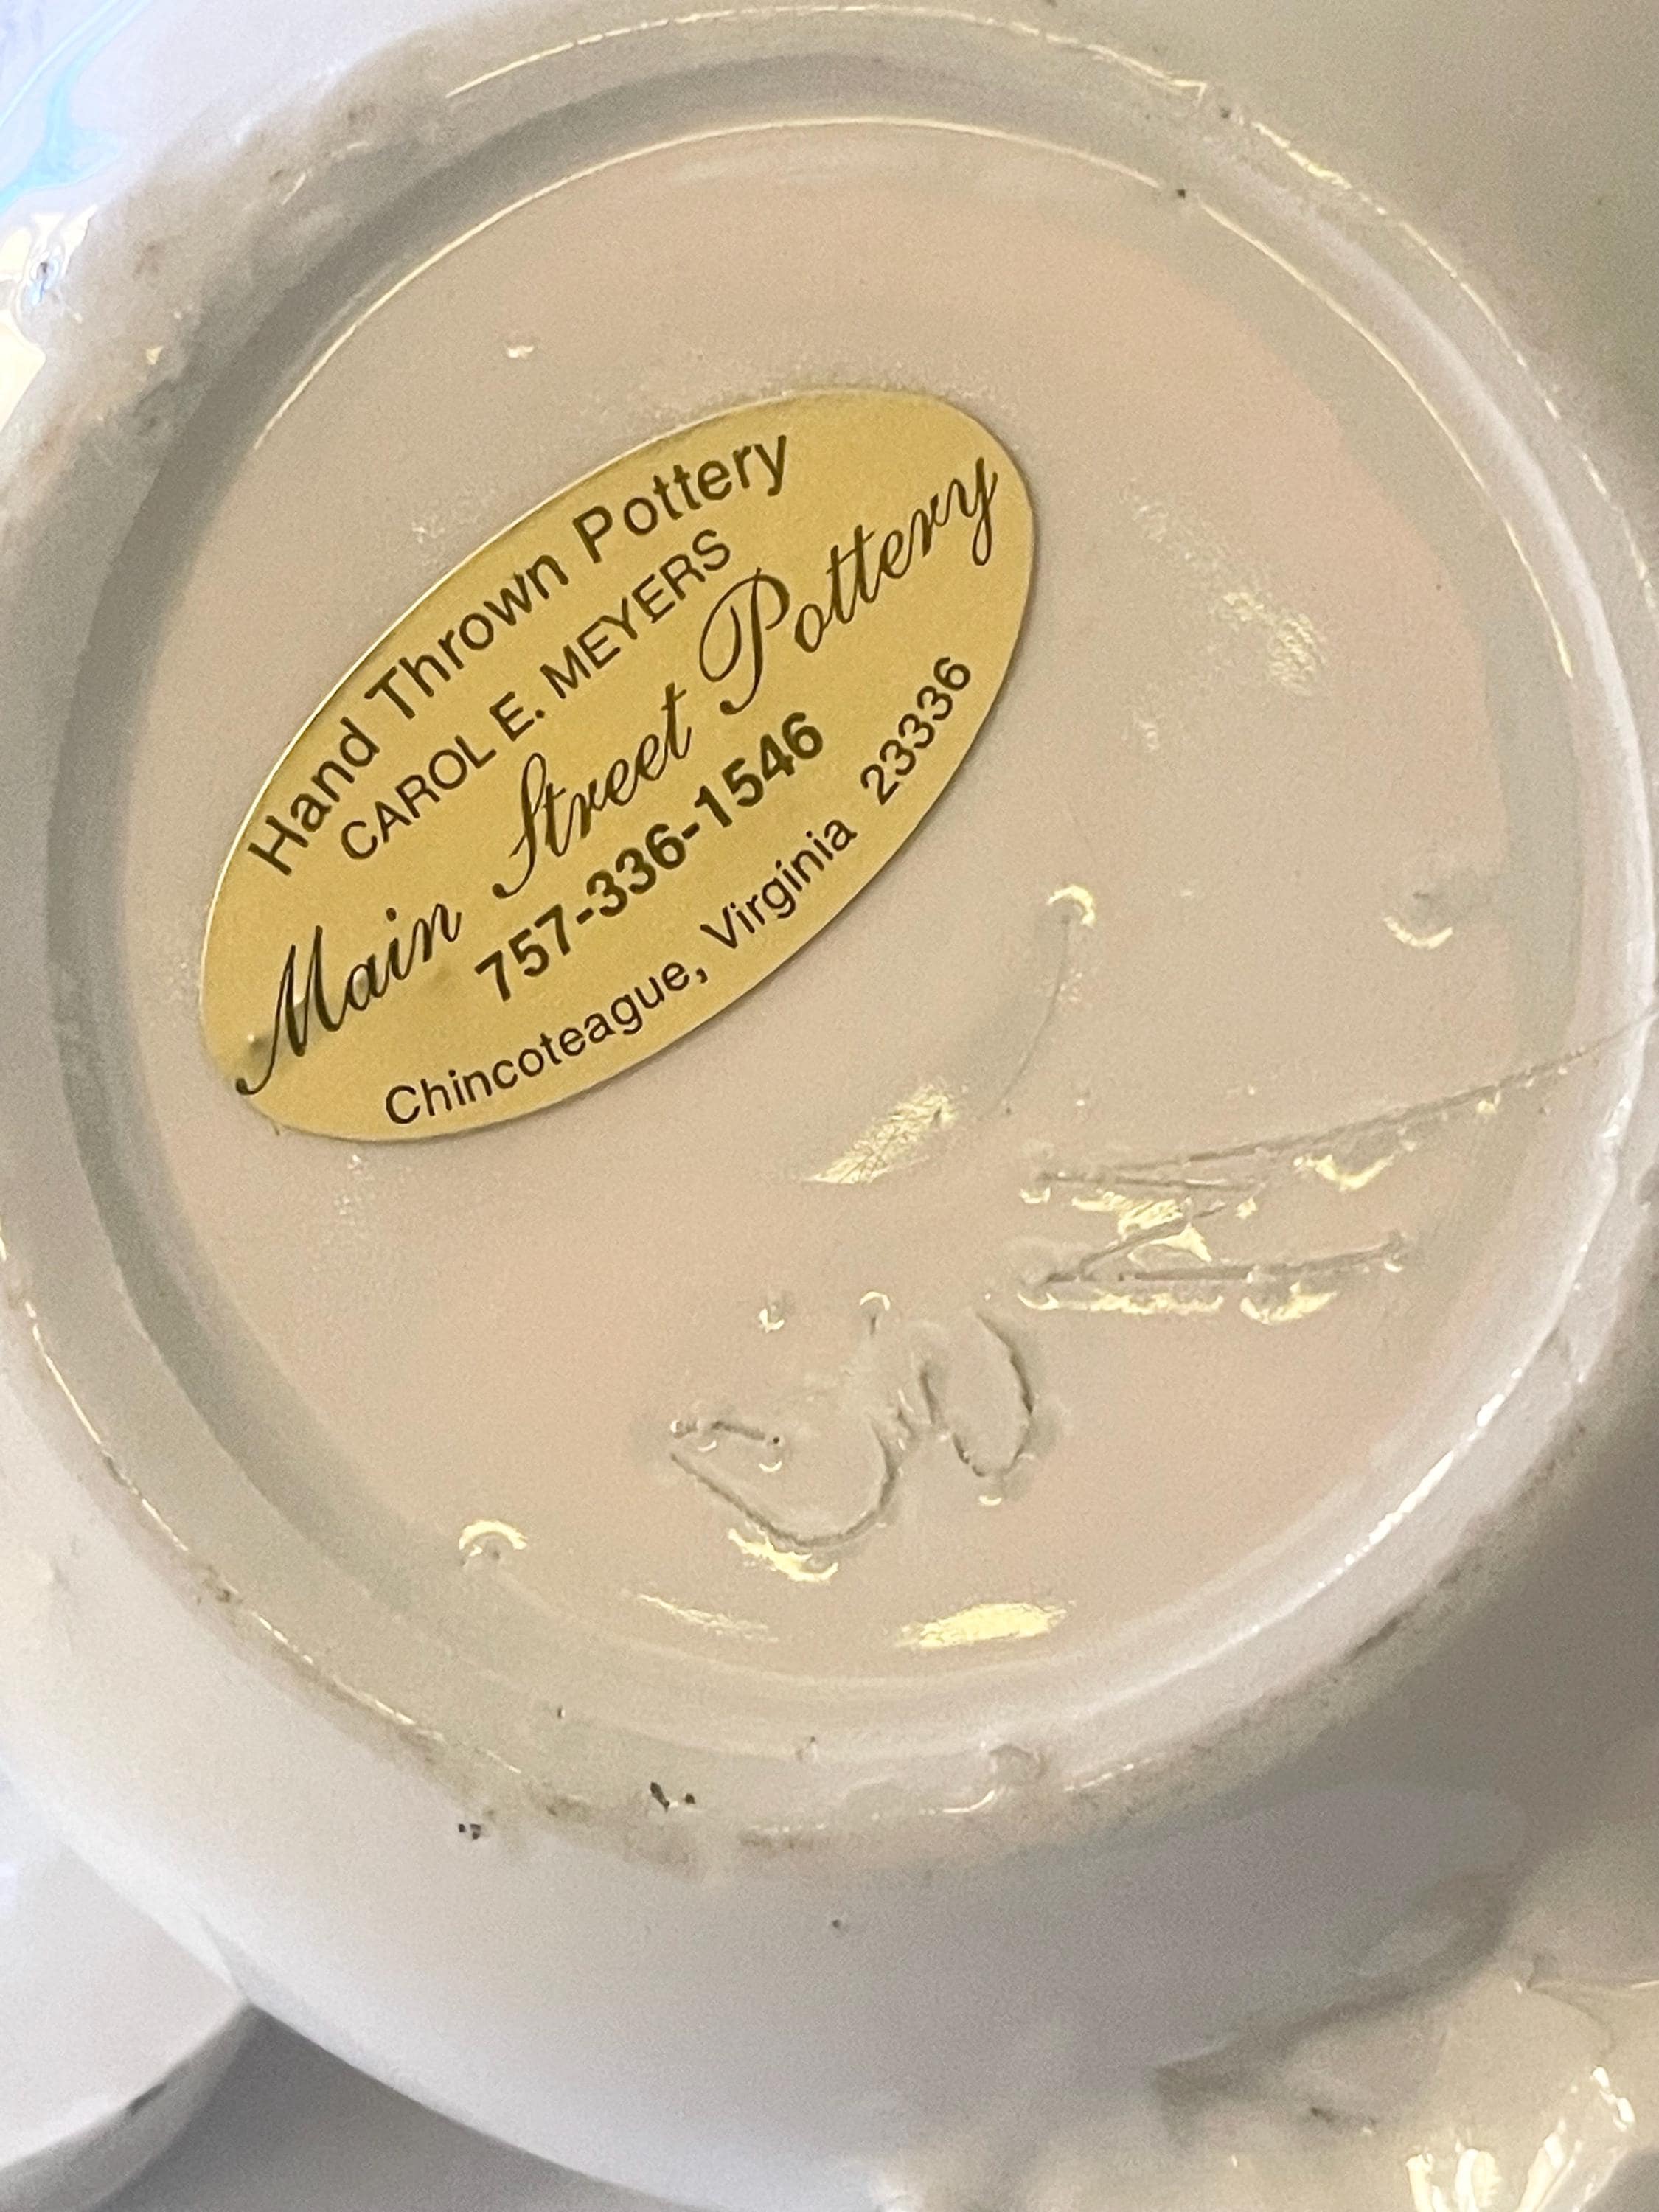 Hand Thrown Pottery
CAROL E. MEYERS
Main Street Pottery
757-336-1546
Chincoteague, Virginia 23336